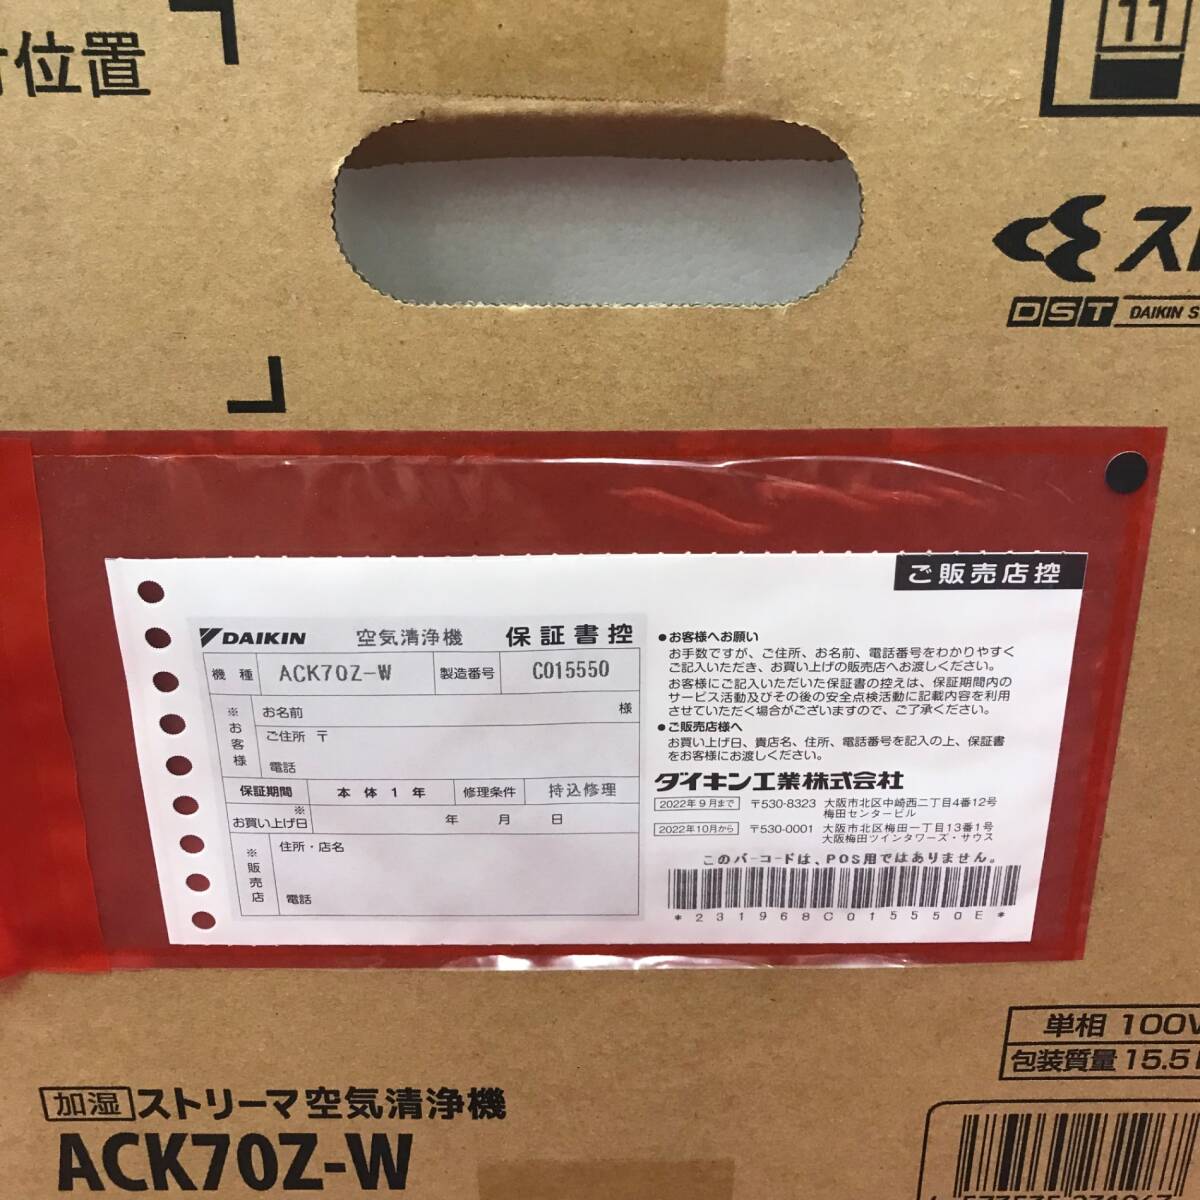 位置
11
DST DAIKIN S
ご販売店控
DAIKIN 空気清浄機 保証書控
機種 ACK70Z-W 製造番号 C015550
※お客様
お名前 様
ご住所 〒
電話
保証期間 本体1年 修理条件 持込修理
※お買い上げ日 年 月 日
※販売店
住所・店名
電話
●お客様へお願い
お手数ですが、ご住所、お名前、電話番号をわかりやすく
ご記入いただき、お買い上げの販売店へお渡しください。
お客様にご記入いただいた保証書の控えは、保証期間内の
サービス活動及びその後の安全点検活動に記載内容を利用
させていただく場合がございますので、ご了承ください。
●ご販売店様へ
お買い上げ日、貴店名、住所、電話番号を記入の上、保証書
をお客様にお渡しください。
ダイキン工業株式会社
2022年9月まで 〒530-8323 大阪市北区中崎西二丁目4番12号
梅田センタービル
2022年10月から 〒530-0001 大阪市北区梅田一丁目13番1号
大阪梅田ツインタワーズ・サウス
このバーコードは、POS用ではありません。
*231968C015550E*
単相 100V
包装質量 15.5
加湿 ストリーマ空気清浄機
ACK70Z-W